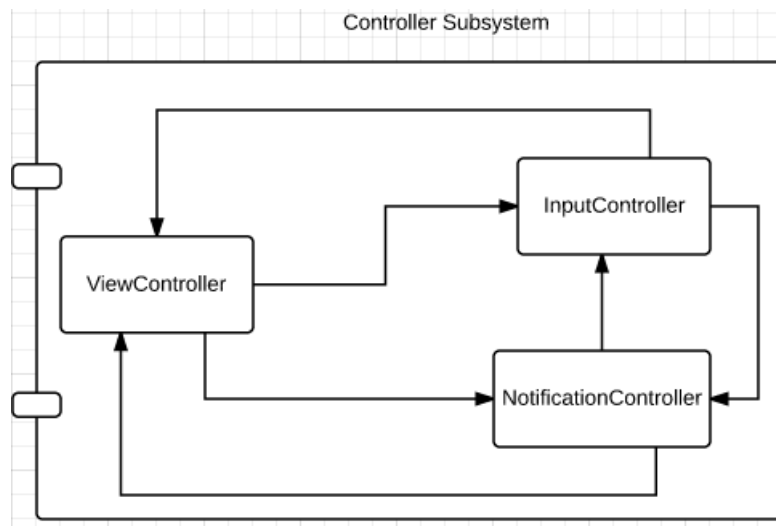 Controller Subsystem
InputController
ViewController
NotificationController